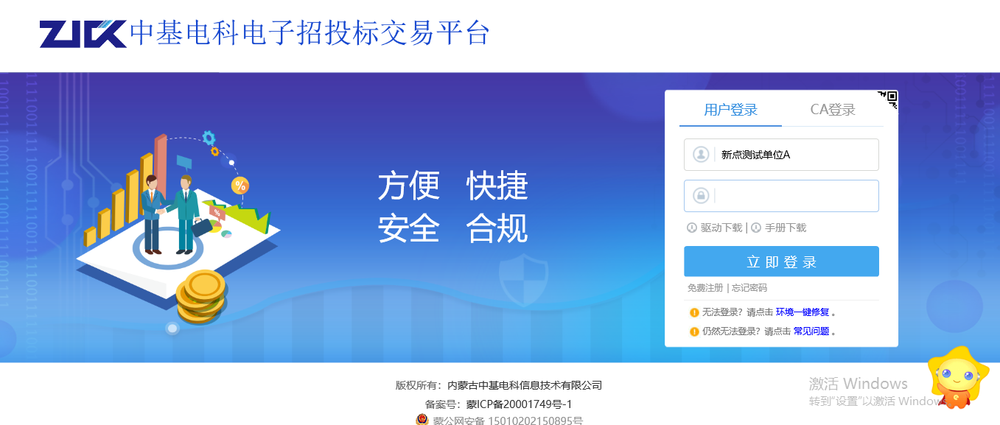 ZJCK中基电科电子招投标交易平台
用户登录 CA登录
新点测试单位A
方便 快捷
安全 合规
驱动下载 | 手册下载
立即登录
免费注册 | 忘记密码
无法登录? 请点击 环境一键修复 。
仍然无法登录? 请点击 常见问题 。
版权所有: 内蒙古中基电科信息技术有限公司
备案号: 蒙ICP备20001749号-1
蒙公网安备 15010202150895号
激活 Windows
转到"设置"以激活 Windows